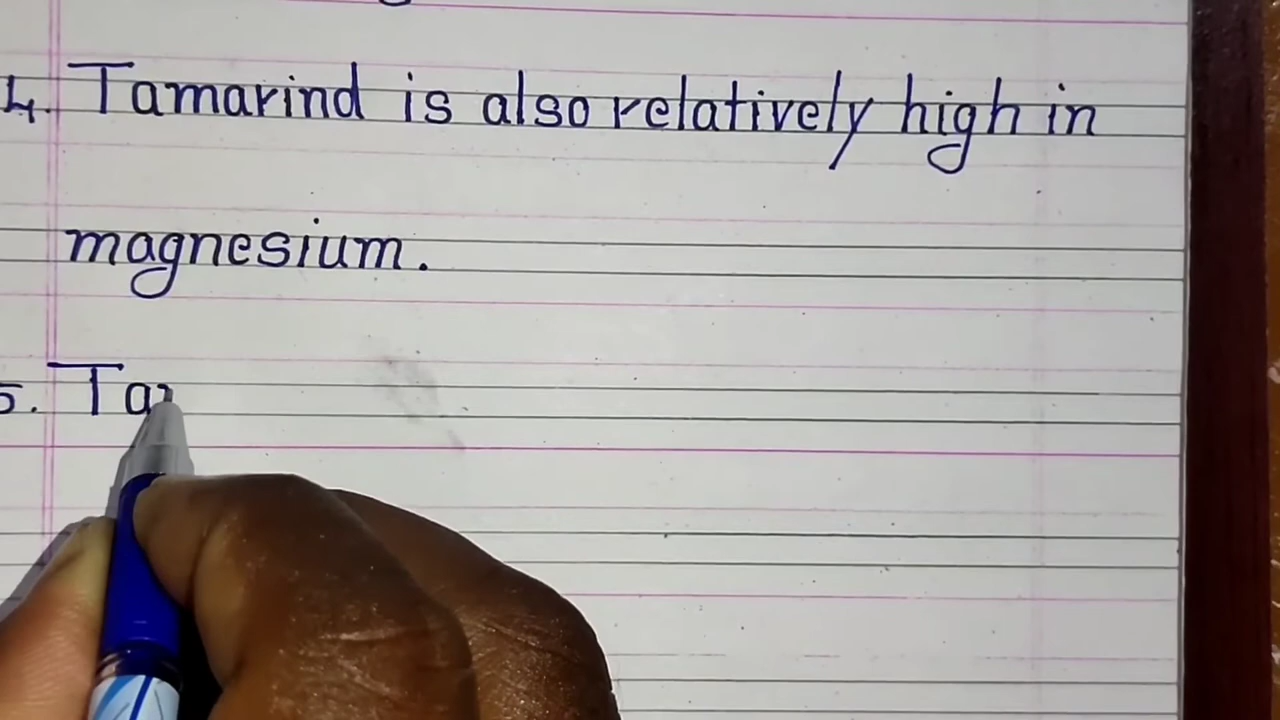 4. Tamarind is also relatively high in
magnesium.
5. Ta